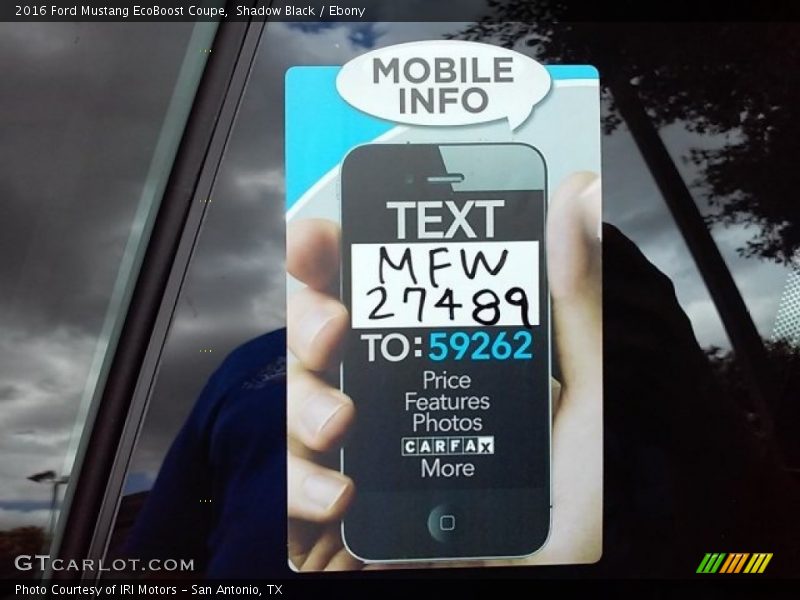 2016 Ford Mustang EcoBoost Coupe,  Shadow Black / Ebony
MOBILE
INFO
TEXT
MFW
27489
TO:59262
Price
Features
Photos
CARFAX
More
GTCARLOT.COM
Photo Courtesy of IRI Motors – San Antonio, TX